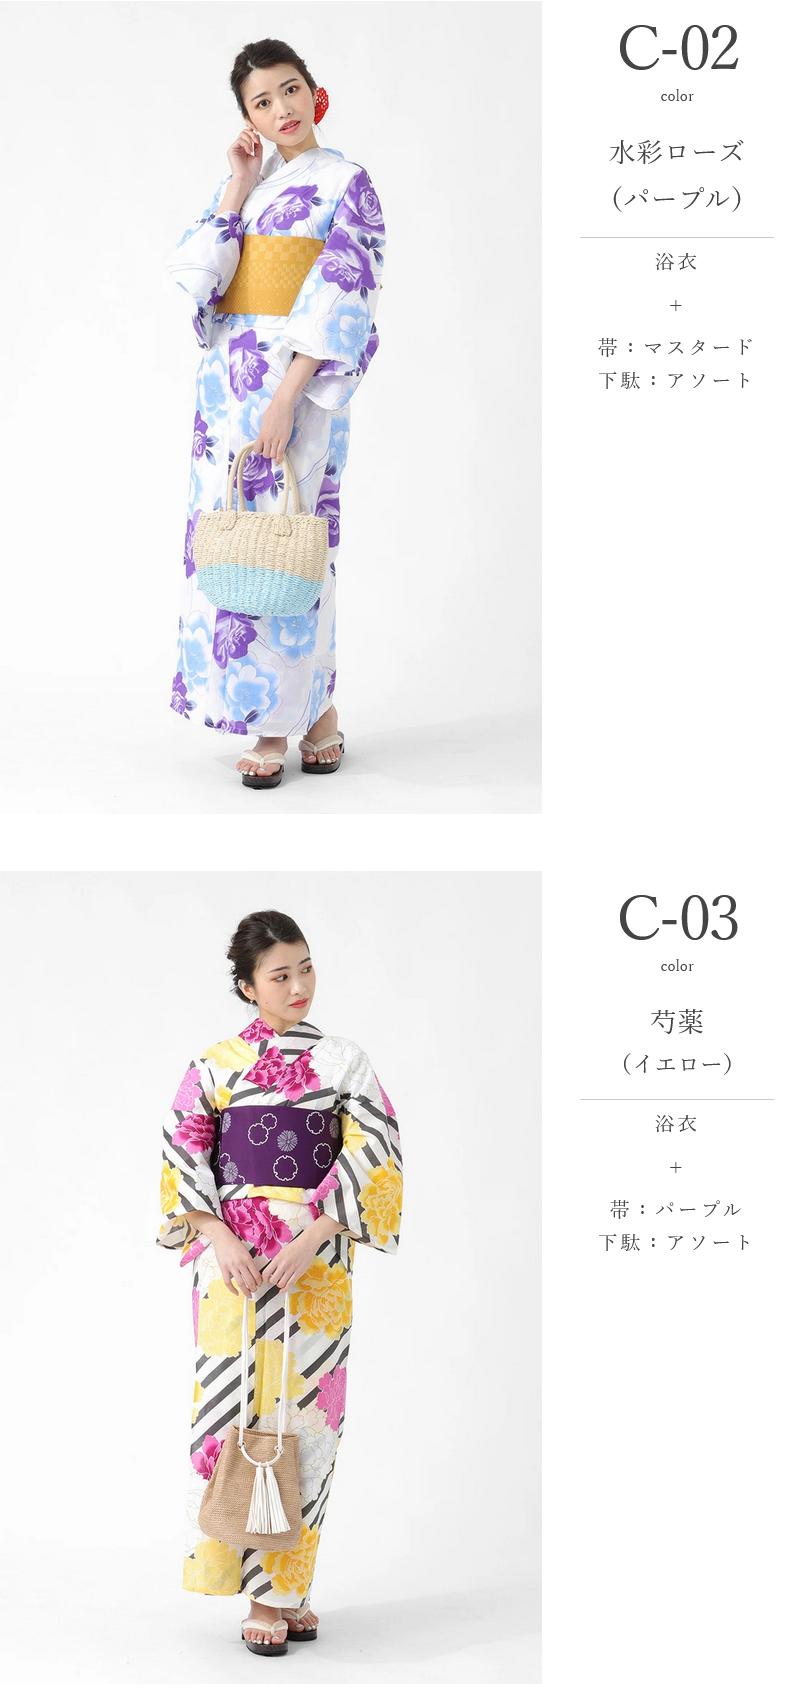 C-02
color
水彩ローズ
（パープル）
浴衣
+
帯：マスタード
下駄：アソート
C-03
color
芍薬
（イエロー）
浴衣
+
帯：パープル
下駄：アソート